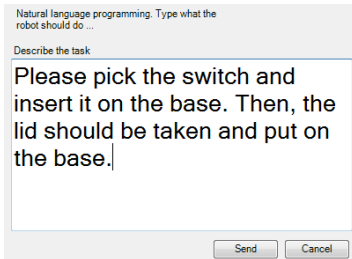 Natural language programming. Type what the
robot should do ...
Describe the task
Please pick the switch and
insert it on the base. Then, the
lid should be taken and put on
the base.
Send Cancel